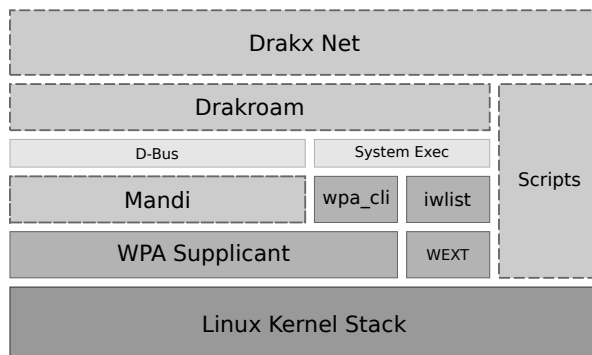 Drakx Net
Drakroam
D-Bus
System Exec
Scripts
Mandi
wpa_cli
iwlist
WPA Supplicant
WEXT
Linux Kernel Stack